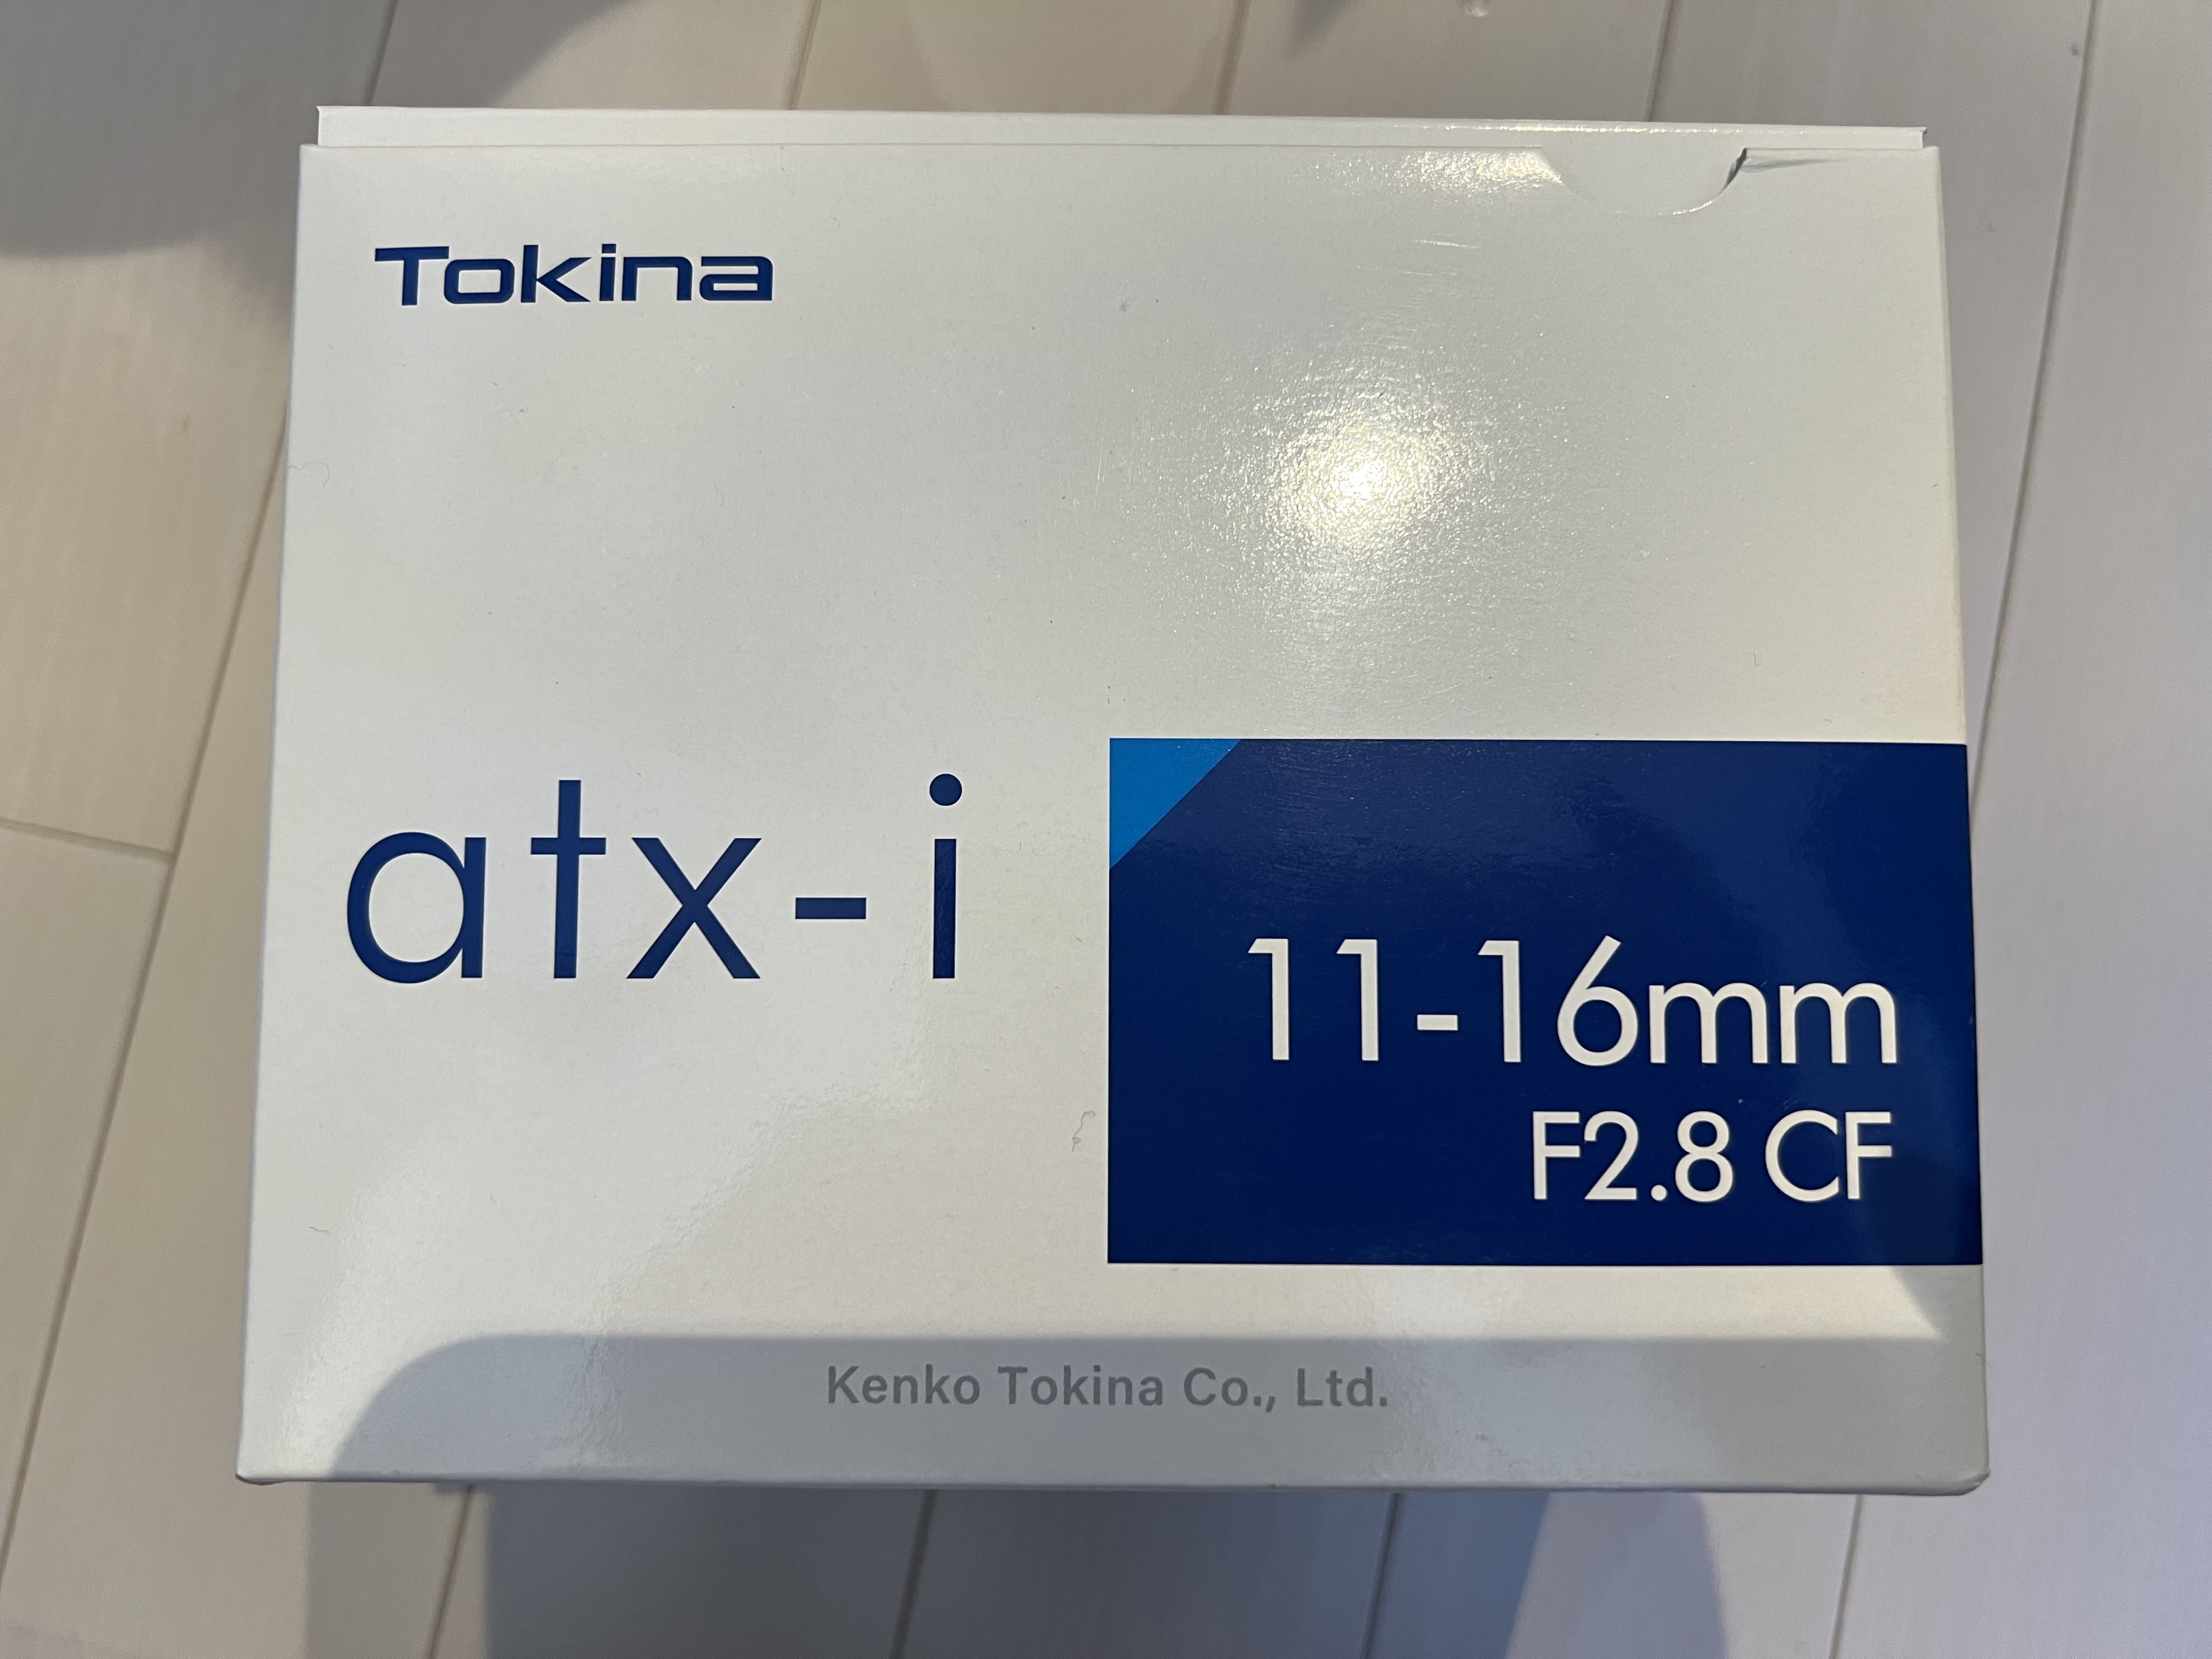 Tokina
atx-i
11-16mm
F2.8 CF
Kenko Tokina Co., Ltd.